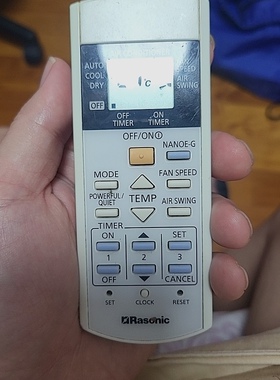 AUTO
COOL
DRY
OFF
°C
SPEED
AIR
SWING
OFF
TIMER
ON
TIMER
OFF/ON
NANOE-G
MODE
FAN SPEED
POWERFUL/
QUIET
TEMP
AIR SWING
TIMER
ON
SET
1
2
3
OFF
CANCEL
SET
CLOCK
RESET
Rasonic